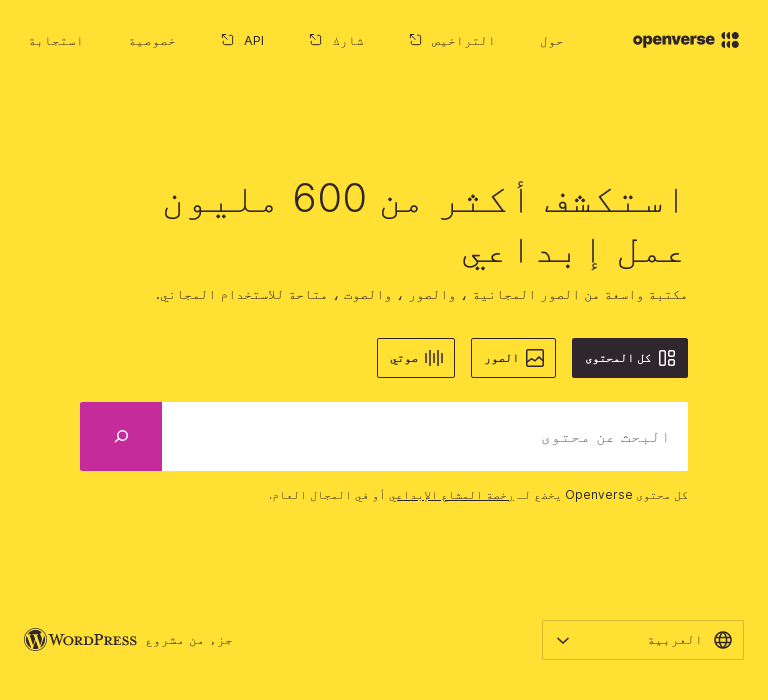 openverse
حول
التراخيص
شارك
API
خصوصية
استجابة
استكشف أكثر من 600 مليون
عمل إبداعي
مكتبة واسعة من الصور المجانية ، والصور ، والصوت ، متاحة للاستخدام المجاني.
كل المحتوى
الصور
صوتي
البحث عن محتوى
كل محتوى Openverse يخضع لـ رخصة المشاع الإبداعي أو في المجال العام.
العربية
جزء من مشروع WORDPRESS